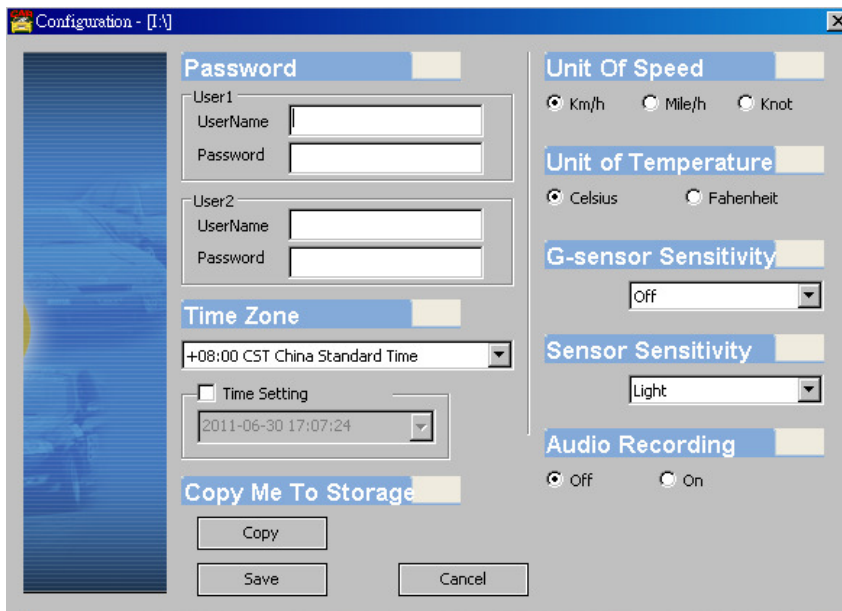 CAR
Configuration - [I:\]
Password
User1
UserName
Password
User2
UserName
Password
Time Zone
+08:00 CST China Standard Time
Time Setting
2011-06-30 17:07:24
Copy Me To Storage
Copy
Save
Cancel
Unit Of Speed
Km/h Mile/h Knot
Unit of Temperature
Celsius Fahenheit
G-sensor Sensitivity
Off
Sensor Sensitivity
Light
Audio Recording
Off On